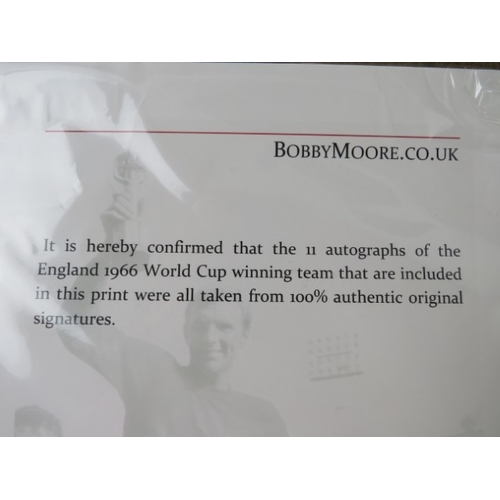 BOBBYMOORE.CO.UK
It is hereby confirmed that the 11 autographs of the
England 1966 World Cup winning team that are included
in this print were all taken from 100% authentic original
signatures.